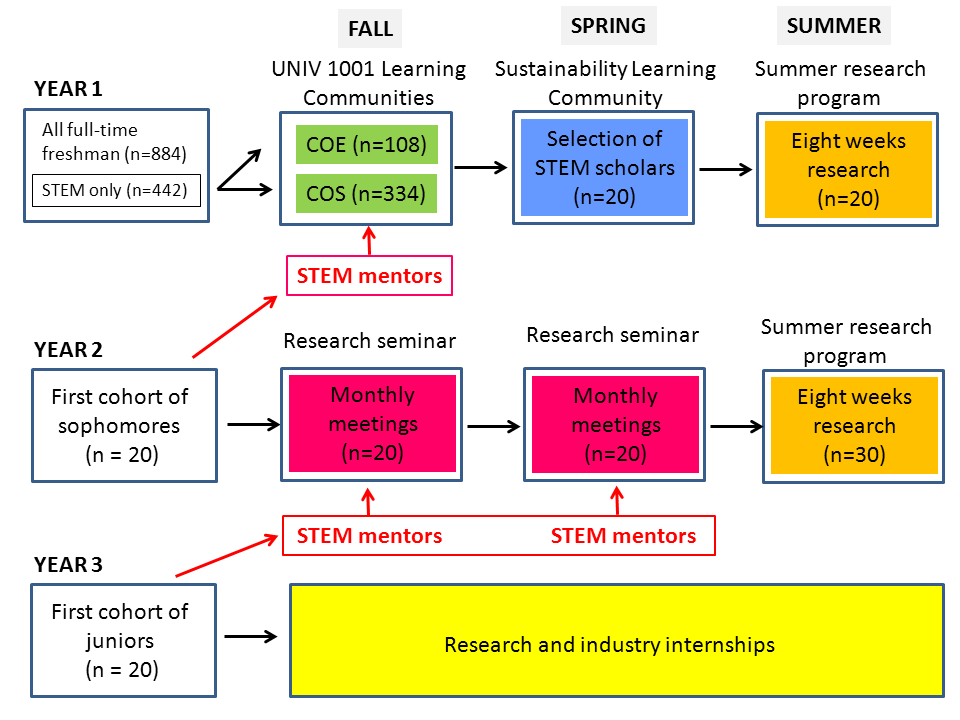 FALL
SPRING
SUMMER
YEAR 1
UNIV 1001 Learning
Communities
Sustainability Learning
Community
Summer research
program
All full-time
freshman (n=884)
STEM only (n=442)
COE (n=108)
COS (n=334)
Selection of
STEM scholars
(n=20)
Eight weeks
research
(n=20)
STEM mentors
YEAR 2
Research seminar
Research seminar
Summer research
program
First cohort of
sophomores
(n = 20)
Monthly
meetings
(n=20)
Monthly
meetings
(n=20)
Eight weeks
research
(n=30)
STEM mentors
STEM mentors
YEAR 3
First cohort of
juniors
(n = 20)
Research and industry internships